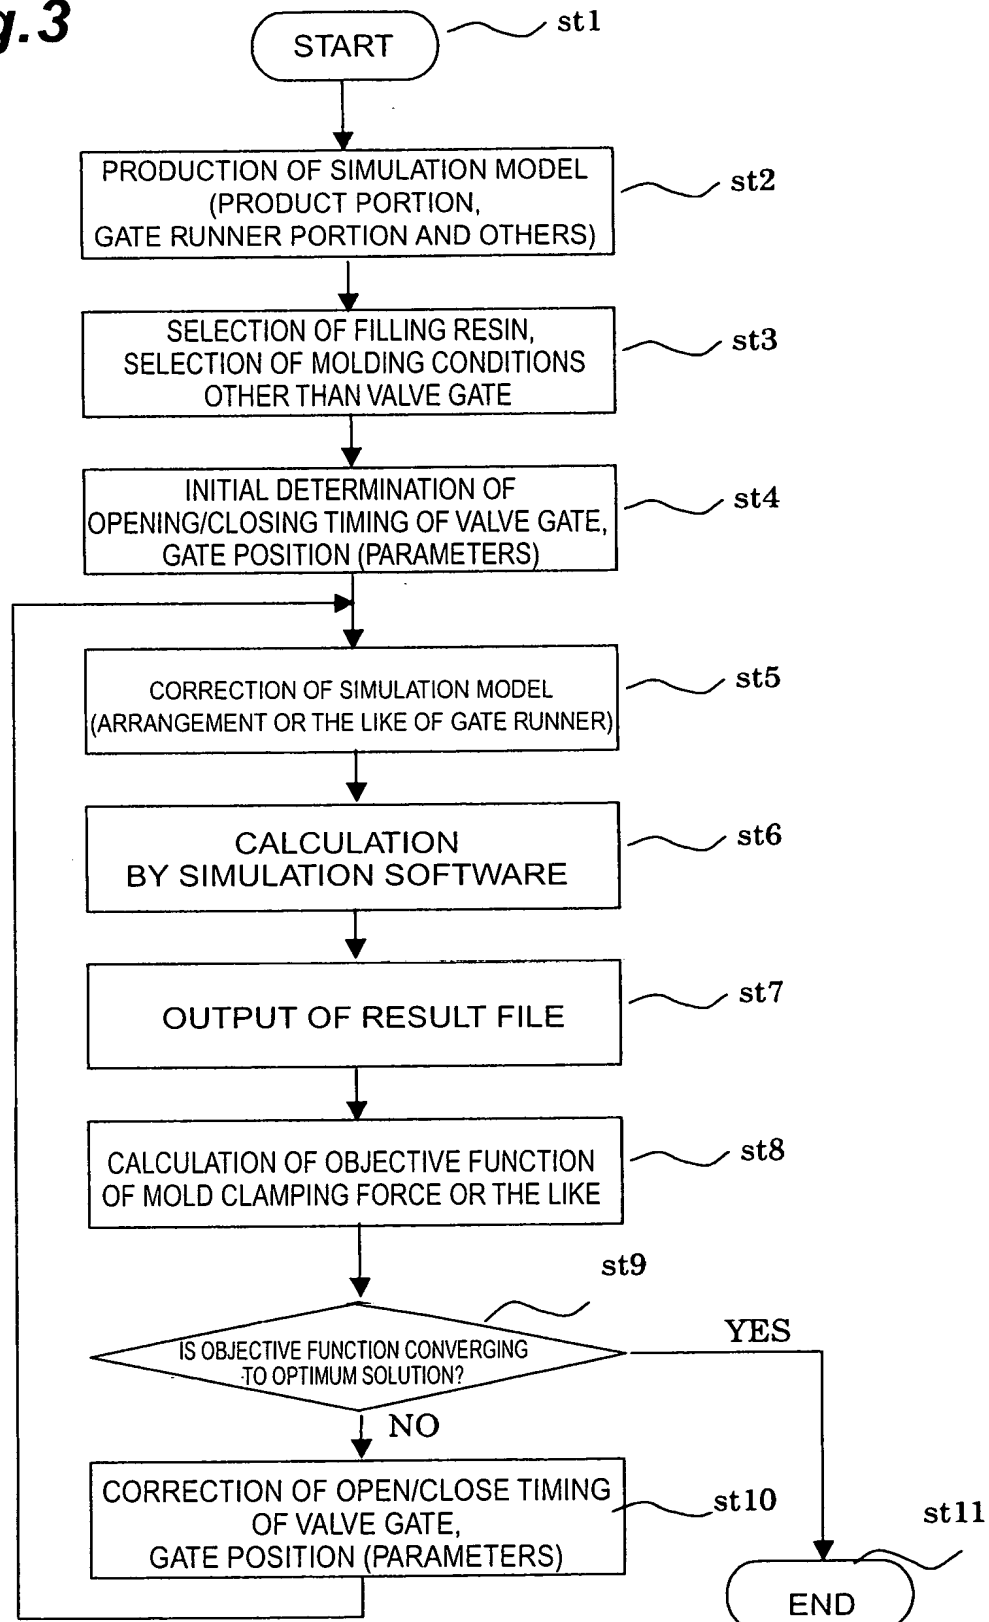 g.3
START
st1
PRODUCTION OF SIMULATION MODEL
(PRODUCT PORTION,
GATE RUNNER PORTION AND OTHERS)
st2
SELECTION OF FILLING RESIN,
SELECTION OF MOLDING CONDITIONS
OTHER THAN VALVE GATE
st3
INITIAL DETERMINATION OF
OPENING/CLOSING TIMING OF VALVE GATE,
GATE POSITION (PARAMETERS)
st4
CORRECTION OF SIMULATION MODEL
(ARRANGEMENT OR THE LIKE OF GATE RUNNER)
st5
CALCULATION
BY SIMULATION SOFTWARE
st6
OUTPUT OF RESULT FILE
st7
CALCULATION OF OBJECTIVE FUNCTION
OF MOLD CLAMPING FORCE OR THE LIKE
st8
st9
IS OBJECTIVE FUNCTION CONVERGING
TO OPTIMUM SOLUTION?
YES
NO
CORRECTION OF OPEN/CLOSE TIMING
OF VALVE GATE,
GATE POSITION (PARAMETERS)
st10
st11
END